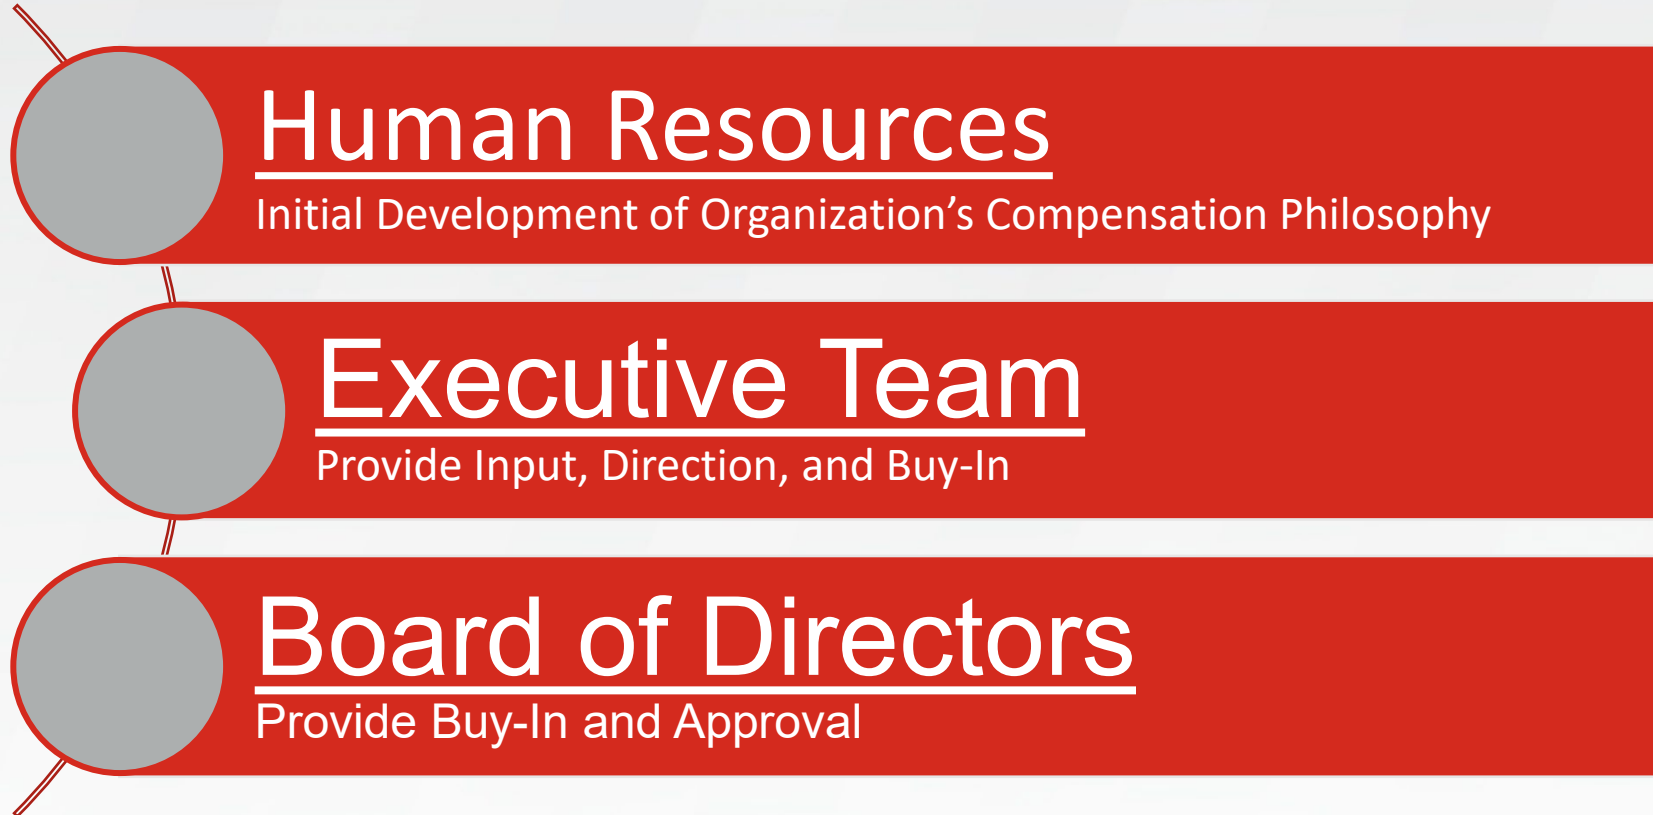 Human Resources
Initial Development of Organization’s Compensation Philosophy
Executive Team
Provide Input, Direction, and Buy-In
Board of Directors
Provide Buy-In and Approval